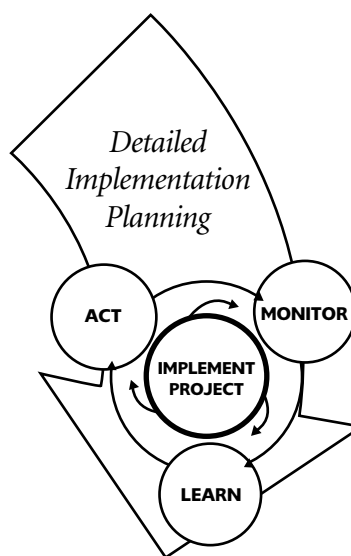 Detailed
Implementation
Planning
ACT
MONITOR
IMPLEMENT
PROJECT
LEARN